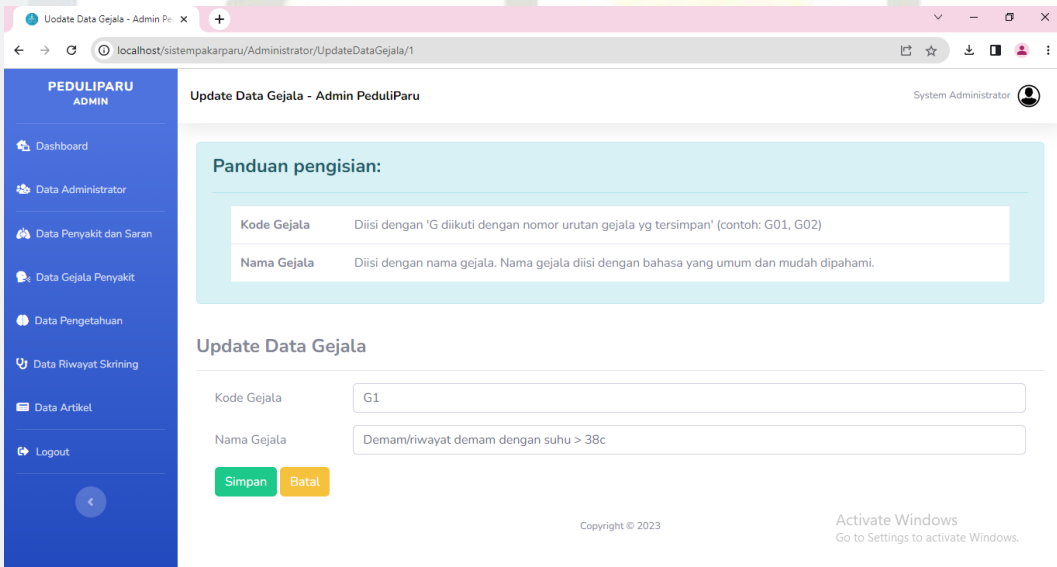 Uodate Data Gejala - Admin Pe
localhost/sistempakarparu/Administrator/UpdateDataGejala/1
PEDULIPARU
ADMIN
Update Data Gejala - Admin PeduliParu
System Administrator
Dashboard
Data Administrator
Data Penyakit dan Saran
Data Gejala Penyakit
Data Pengetahuan
Data Riwayat Skrining
Data Artikel
Logout
Panduan pengisian:
Kode Gejala Diisi dengan 'G diikuti dengan nomor urutan gejala yg tersimpan' (contoh: G01, G02)
Nama Gejala Diisi dengan nama gejala. Nama gejala diisi dengan bahasa yang umum dan mudah dipahami.
Update Data Gejala
Kode Gejala G1
Nama Gejala Demam/riwayat demam dengan suhu > 38c
Simpan Batal
Copyright © 2023
Activate Windows
Go to Settings to activate Windows.